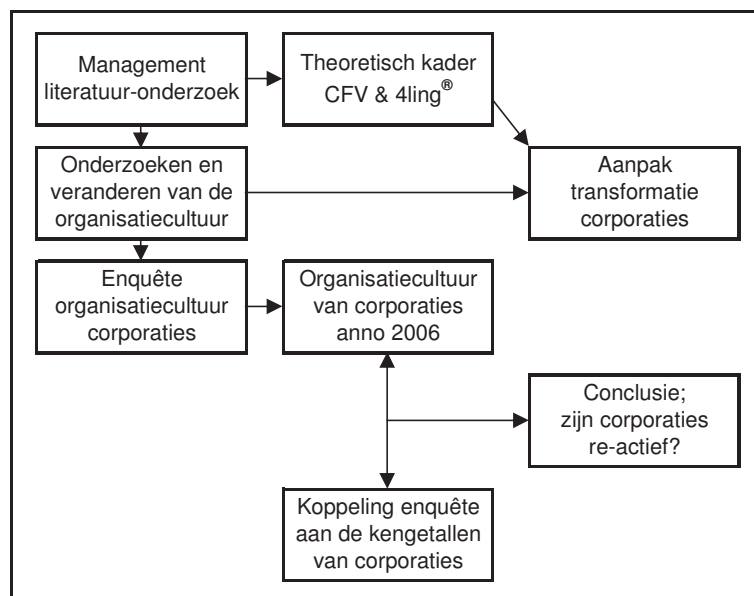 Management
literatuur-onderzoek
Theoretisch kader
CFV & 4ling®
Onderzoeken en
veranderen van de
organisatiecultuur
Aanpak
transformatie
corporaties
Enquête
organisatiecultuur
corporaties
Organisatiecultuur
van corporaties
anno 2006
Conclusie;
zijn corporaties
re-actief?
Koppeling enquête
aan de kengetallen
van corporaties